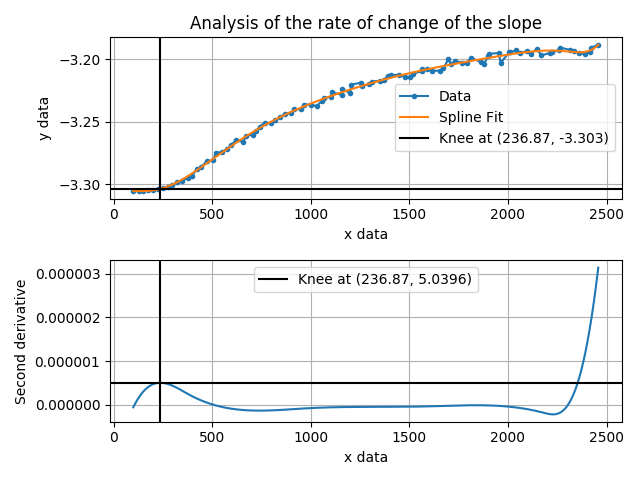 Analysis of the rate of change of the slope
−3.20
−3.25
−3.30
y data
Data
Spline Fit
Knee at (236.87, -3.303)
0 500 1000 1500 2000 2500
x data
Knee at (236.87, 5.0396)
0.000003
0.000002
0.000001
0.000000
Second derivative
0 500 1000 1500 2000 2500
x data